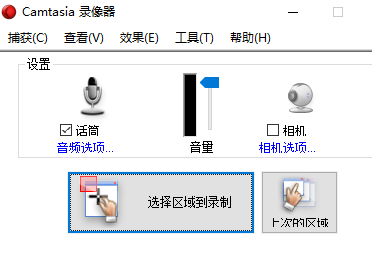 Camtasia 录像器
捕获(C) 查看(V) 效果(E) 工具(T) 帮助(H)
设置
话筒
音频选项...
音量
相机
相机选项...
选择区域到录制
上次的区域